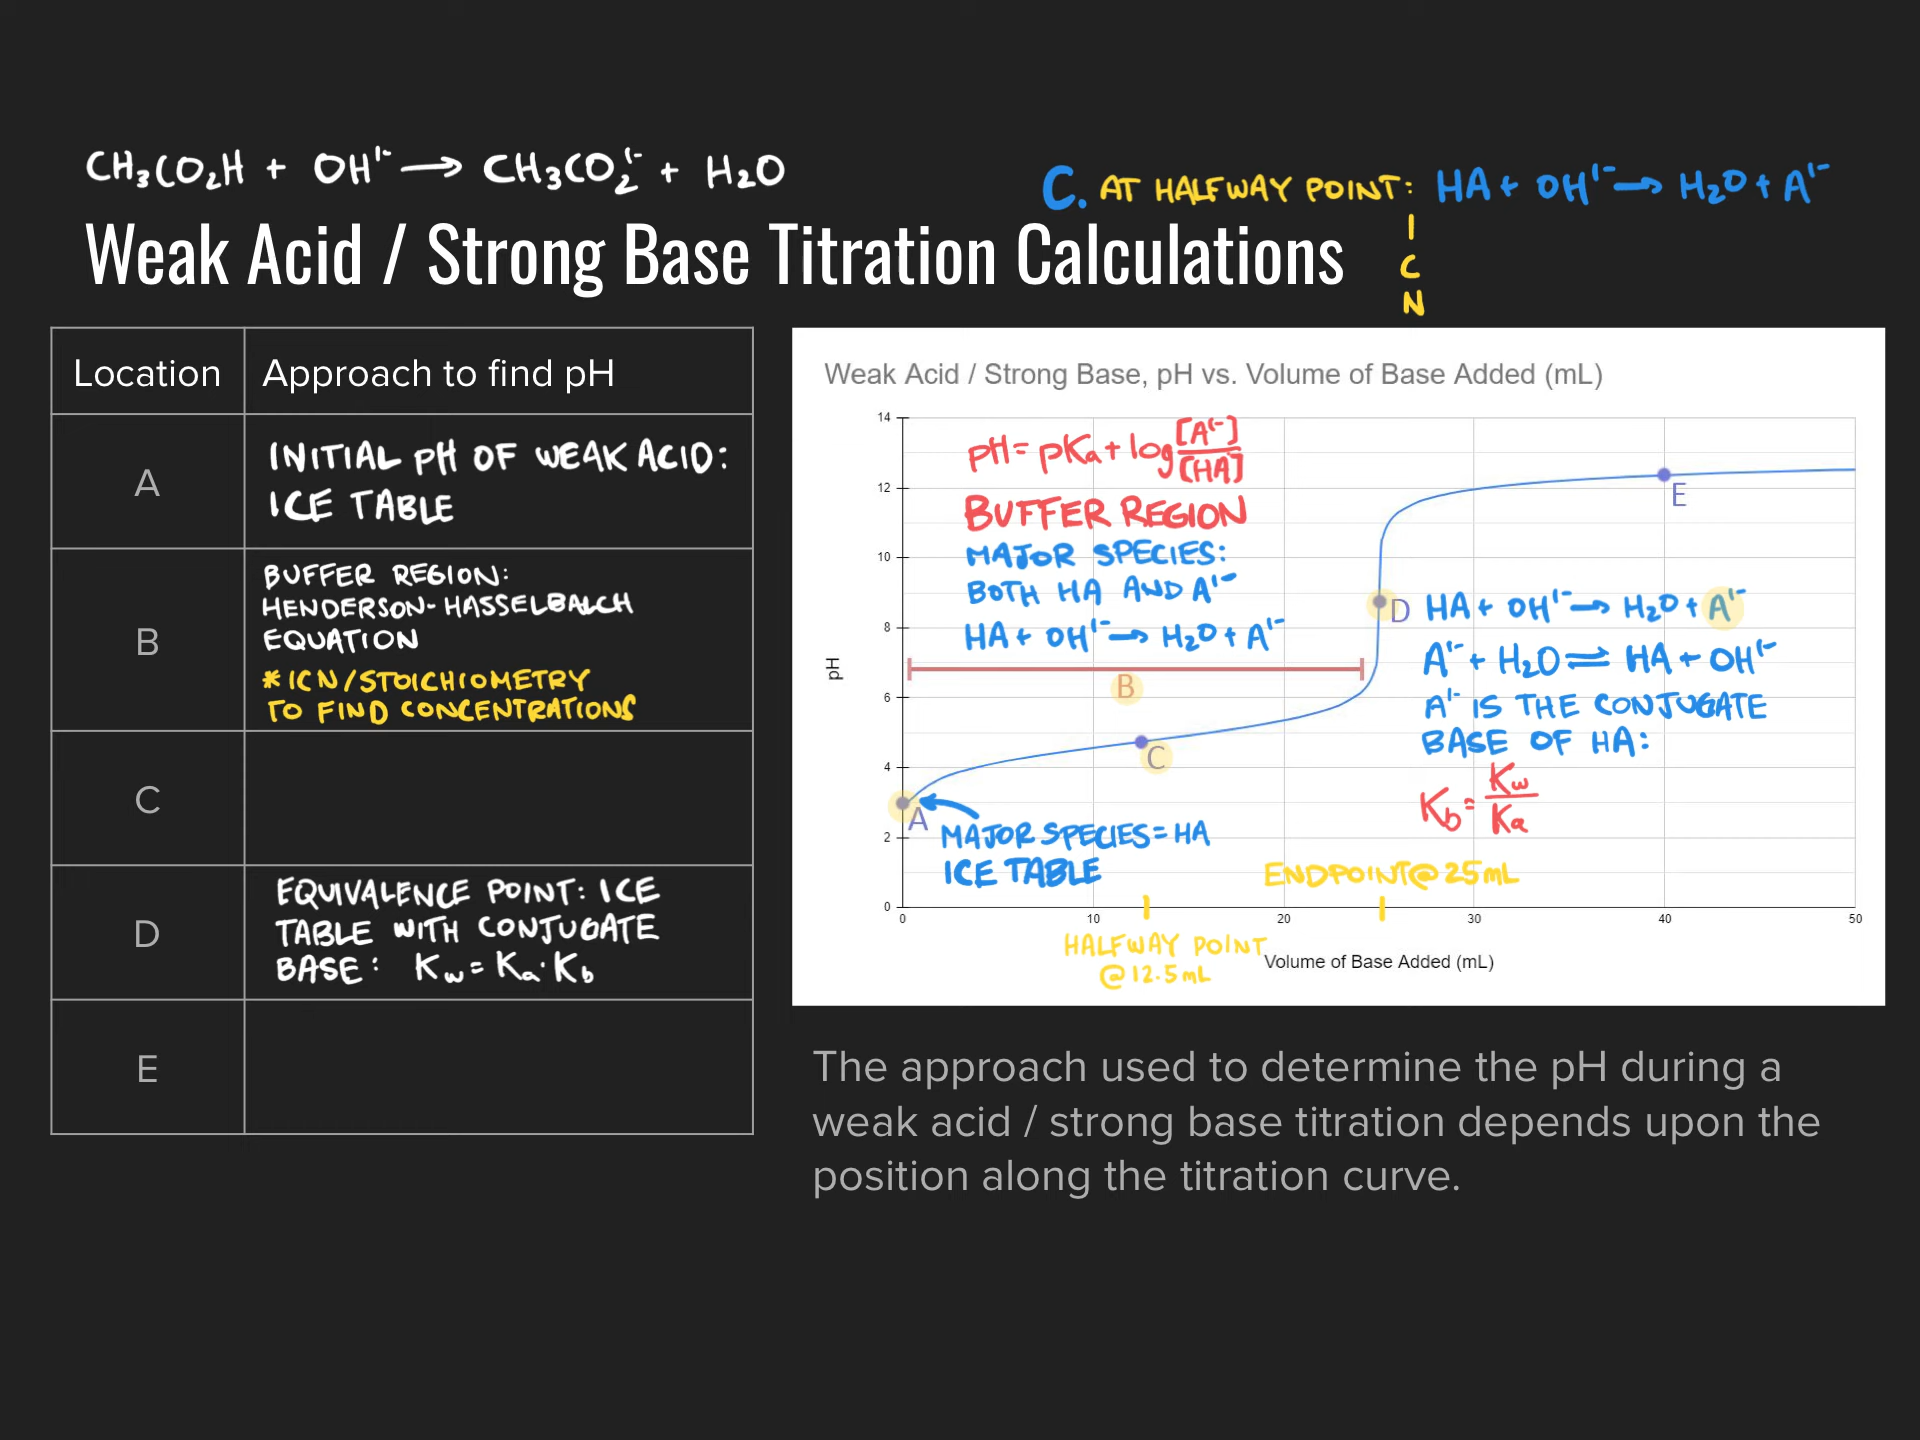 CH₃CO₂H + OH¹⁻ → CH₃CO₂¹⁻ + H₂O
C. AT HALFWAY POINT: HA + OH¹⁻ → H₂O + A¹⁻
I
C
N
Weak Acid / Strong Base Titration Calculations
Location Approach to find pH
A
INITIAL pH OF WEAK ACID:
ICE TABLE
B
BUFFER REGION:
HENDERSON-HASSELBALCH
EQUATION
*ICN/STOICHIOMETRY
TO FIND CONCENTRATIONS
C
D
EQUIVALENCE POINT: ICE
TABLE WITH CONJUGATE
BASE: Kw = Ka·Kb
E
Weak Acid / Strong Base, pH vs. Volume of Base Added (mL)
14
12
10
8
6
4
2
0
pH
pH = pKa + log [A¹⁻]/[HA]
BUFFER REGION
MAJOR SPECIES:
BOTH HA AND A¹⁻
HA + OH¹⁻ → H₂O + A¹⁻
B
C
A
MAJOR SPECIES = HA
ICE TABLE
E
D
HA + OH¹⁻ → H₂O + A¹⁻
A¹⁻ + H₂O ⇌ HA + OH¹⁻
A¹⁻ IS THE CONJUGATE
BASE OF HA:
Kb = Kw/Ka
ENDPOINT @ 25mL
0 10 20 30 40 50
HALFWAY POINT
@ 12.5mL
Volume of Base Added (mL)
The approach used to determine the pH during a
weak acid / strong base titration depends upon the
position along the titration curve.